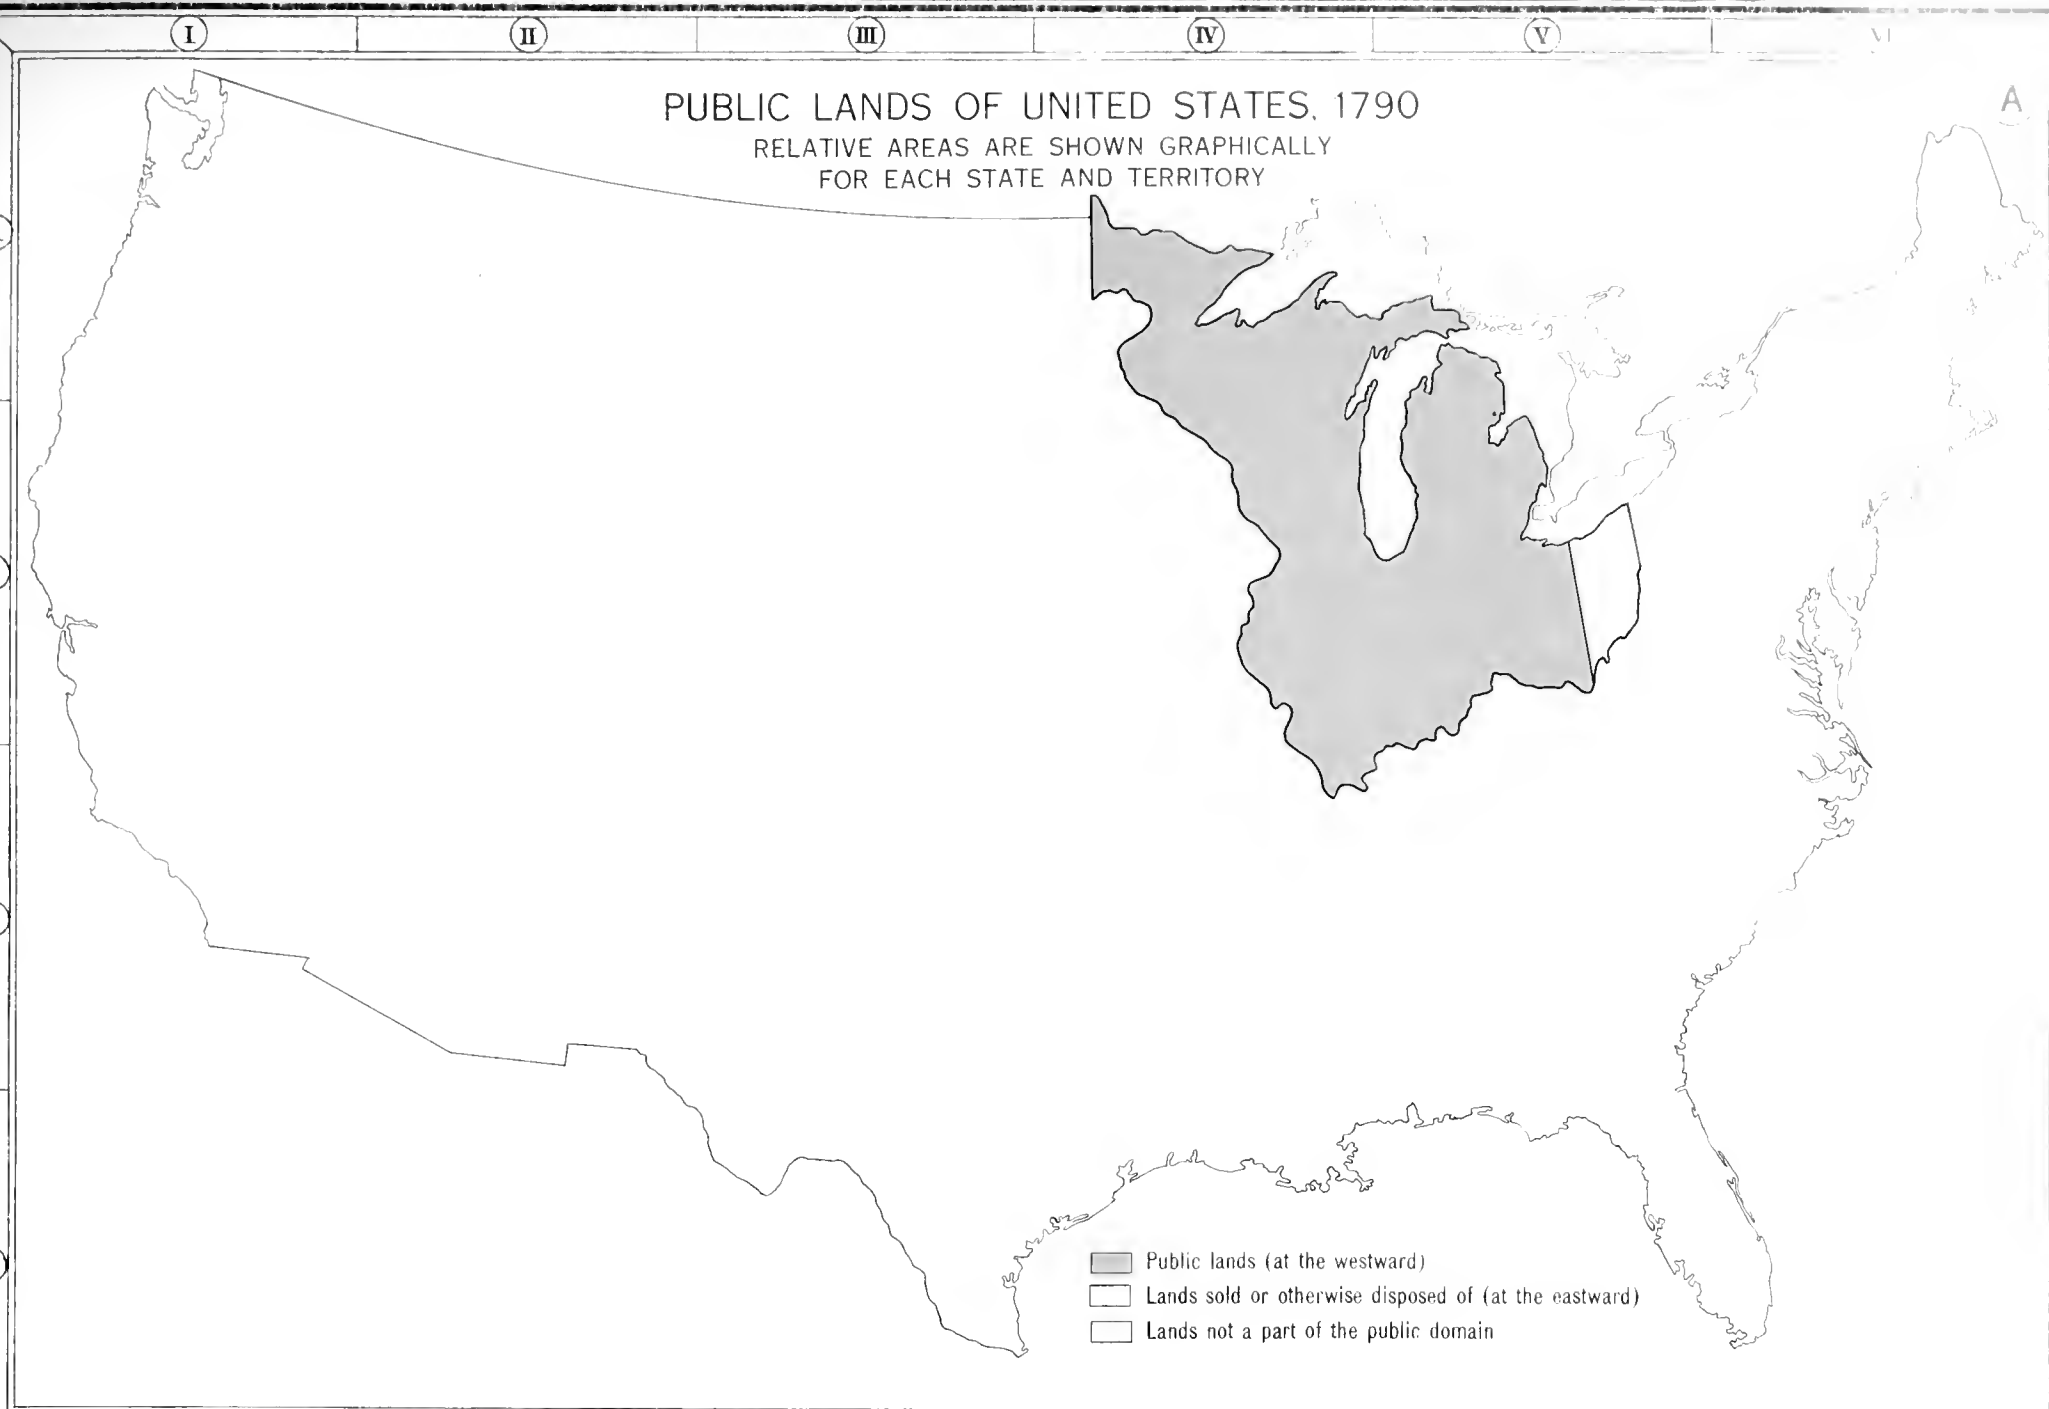 I II III IV V VI
A
PUBLIC LANDS OF UNITED STATES, 1790
RELATIVE AREAS ARE SHOWN GRAPHICALLY
FOR EACH STATE AND TERRITORY
Public lands (at the westward)
Lands sold or otherwise disposed of (at the eastward)
Lands not a part of the public domain